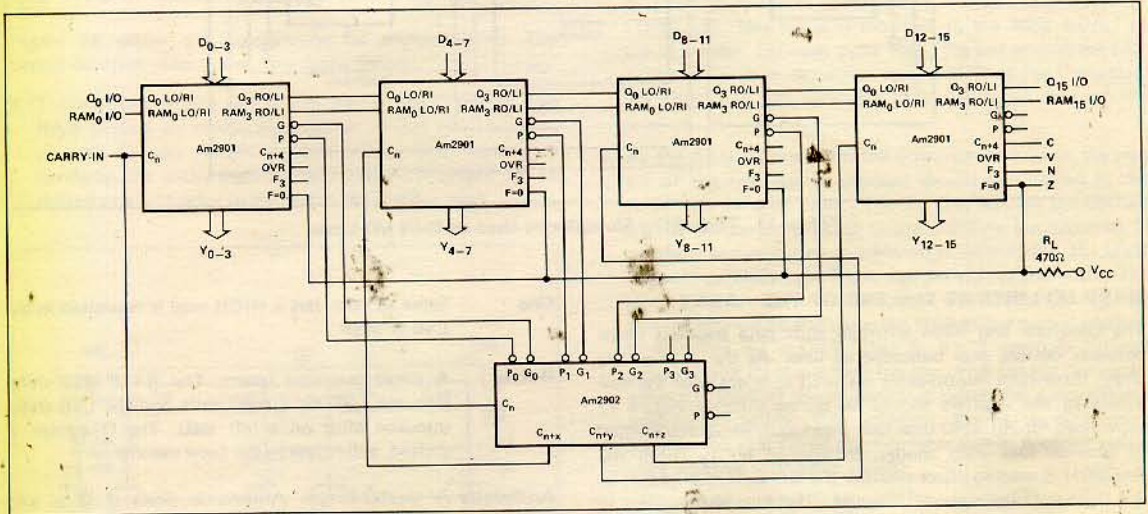 D0–3
D4–7
D8–11
D12–15
Q0 I/O
RAM0 I/O
CARRY-IN
Q0 LO/RI
RAM0 LO/RI
Cn
Am2901
Q3 RO/LI
RAM3 RO/LI
G
P
Cn+4
OVR
F3
F=0
Y0–3
Q0 LO/RI
RAM0 LO/RI
Cn
Am2901
Q3 RO/LI
RAM3 RO/LI
G
P
Cn+4
OVR
F3
F=0
Y4–7
Q0 LO/RI
RAM0 LO/RI
Cn
Am2901
Q3 RO/LI
RAM3 RO/LI
G
P
Cn+4
OVR
F3
F=0
Y8–11
Q0 LO/RI
RAM0 LO/RI
Cn
Am2901
Q3 RO/LI
RAM3 RO/LI
G
P
Cn+4
OVR
F3
F=0
Y12–15
Q15 I/O
RAM15 I/O
C
V
N
Z
RL
470Ω
VCC
P0 G0 P1 G1 P2 G2 P3 G3
Cn
Am2902
G
P
Cn+x Cn+y Cn+z